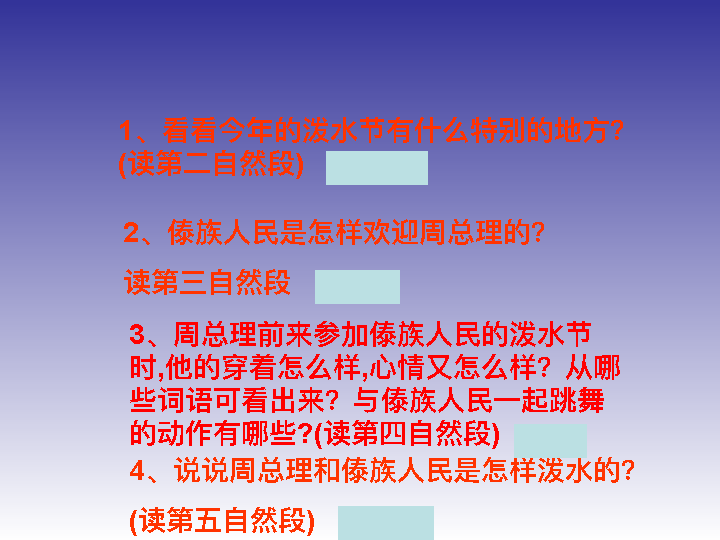 1、看看今年的泼水节有什么特别的地方?
(读第二自然段)
2、傣族人民是怎样欢迎周总理的?
读第三自然段
3、周总理前来参加傣族人民的泼水节
时,他的穿着怎么样,心情又怎么样？从哪
些词语可看出来？与傣族人民一起跳舞
的动作有哪些?(读第四自然段)
4、说说周总理和傣族人民是怎样泼水的?
(读第五自然段)